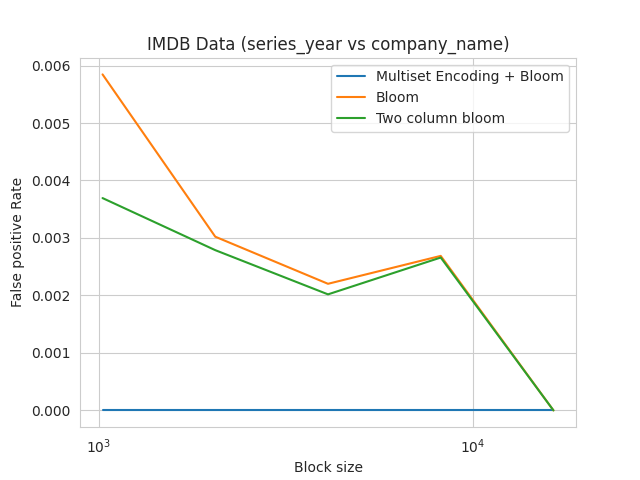 IMDB Data (series_year vs company_name)
Multiset Encoding + Bloom
Bloom
Two column bloom
False positive Rate
0.006
0.005
0.004
0.003
0.002
0.001
0.000
10³
10⁴
Block size